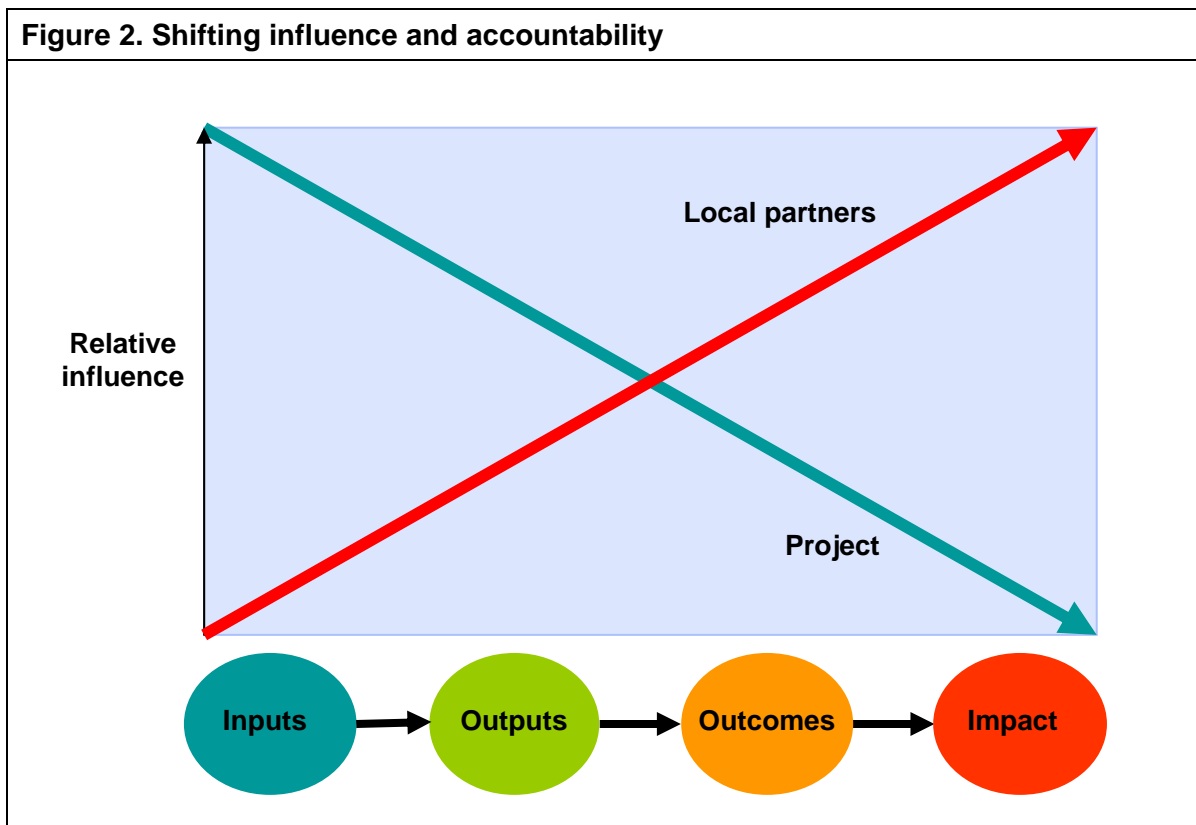 Figure 2. Shifting influence and accountability
Local partners
Relative
influence
Project
Inputs
Outputs
Outcomes
Impact